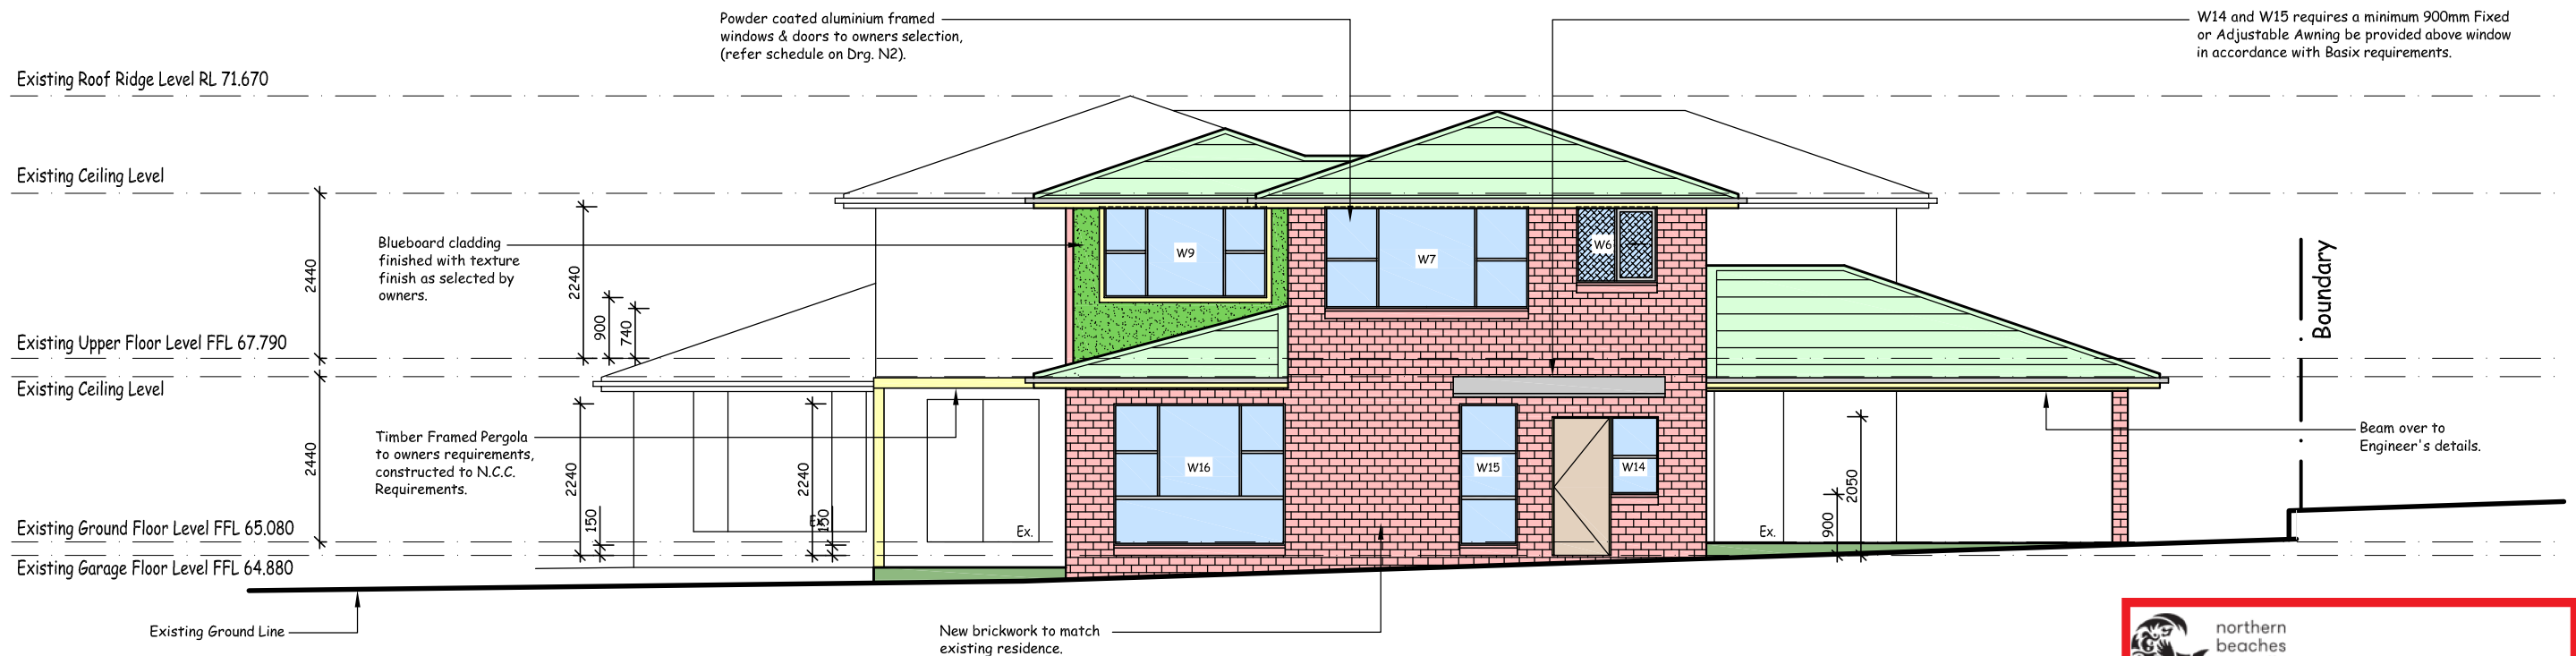 Powder coated aluminium framed
windows & doors to owners selection,
(refer schedule on Drg. N2).
W14 and W15 requires a minimum 900mm Fixed
or Adjustable Awning be provided above window
in accordance with Basix requirements.
Existing Roof Ridge Level RL 71.670
Existing Ceiling Level
Blueboard cladding
finished with texture
finish as selected by
owners.
2440
2240
900
740
W9
W7
W6
Boundary
Existing Upper Floor Level FFL 67.790
Existing Ceiling Level
Timber Framed Pergola
to owners requirements,
constructed to N.C.C.
Requirements.
Beam over to
Engineer's details.
2440
2240
150
2240
150
W16
W15
W14
2050
900
Ex.
Ex.
Existing Ground Floor Level FFL 65.080
Existing Garage Floor Level FFL 64.880
Existing Ground Line
New brickwork to match
existing residence.
northern
beaches